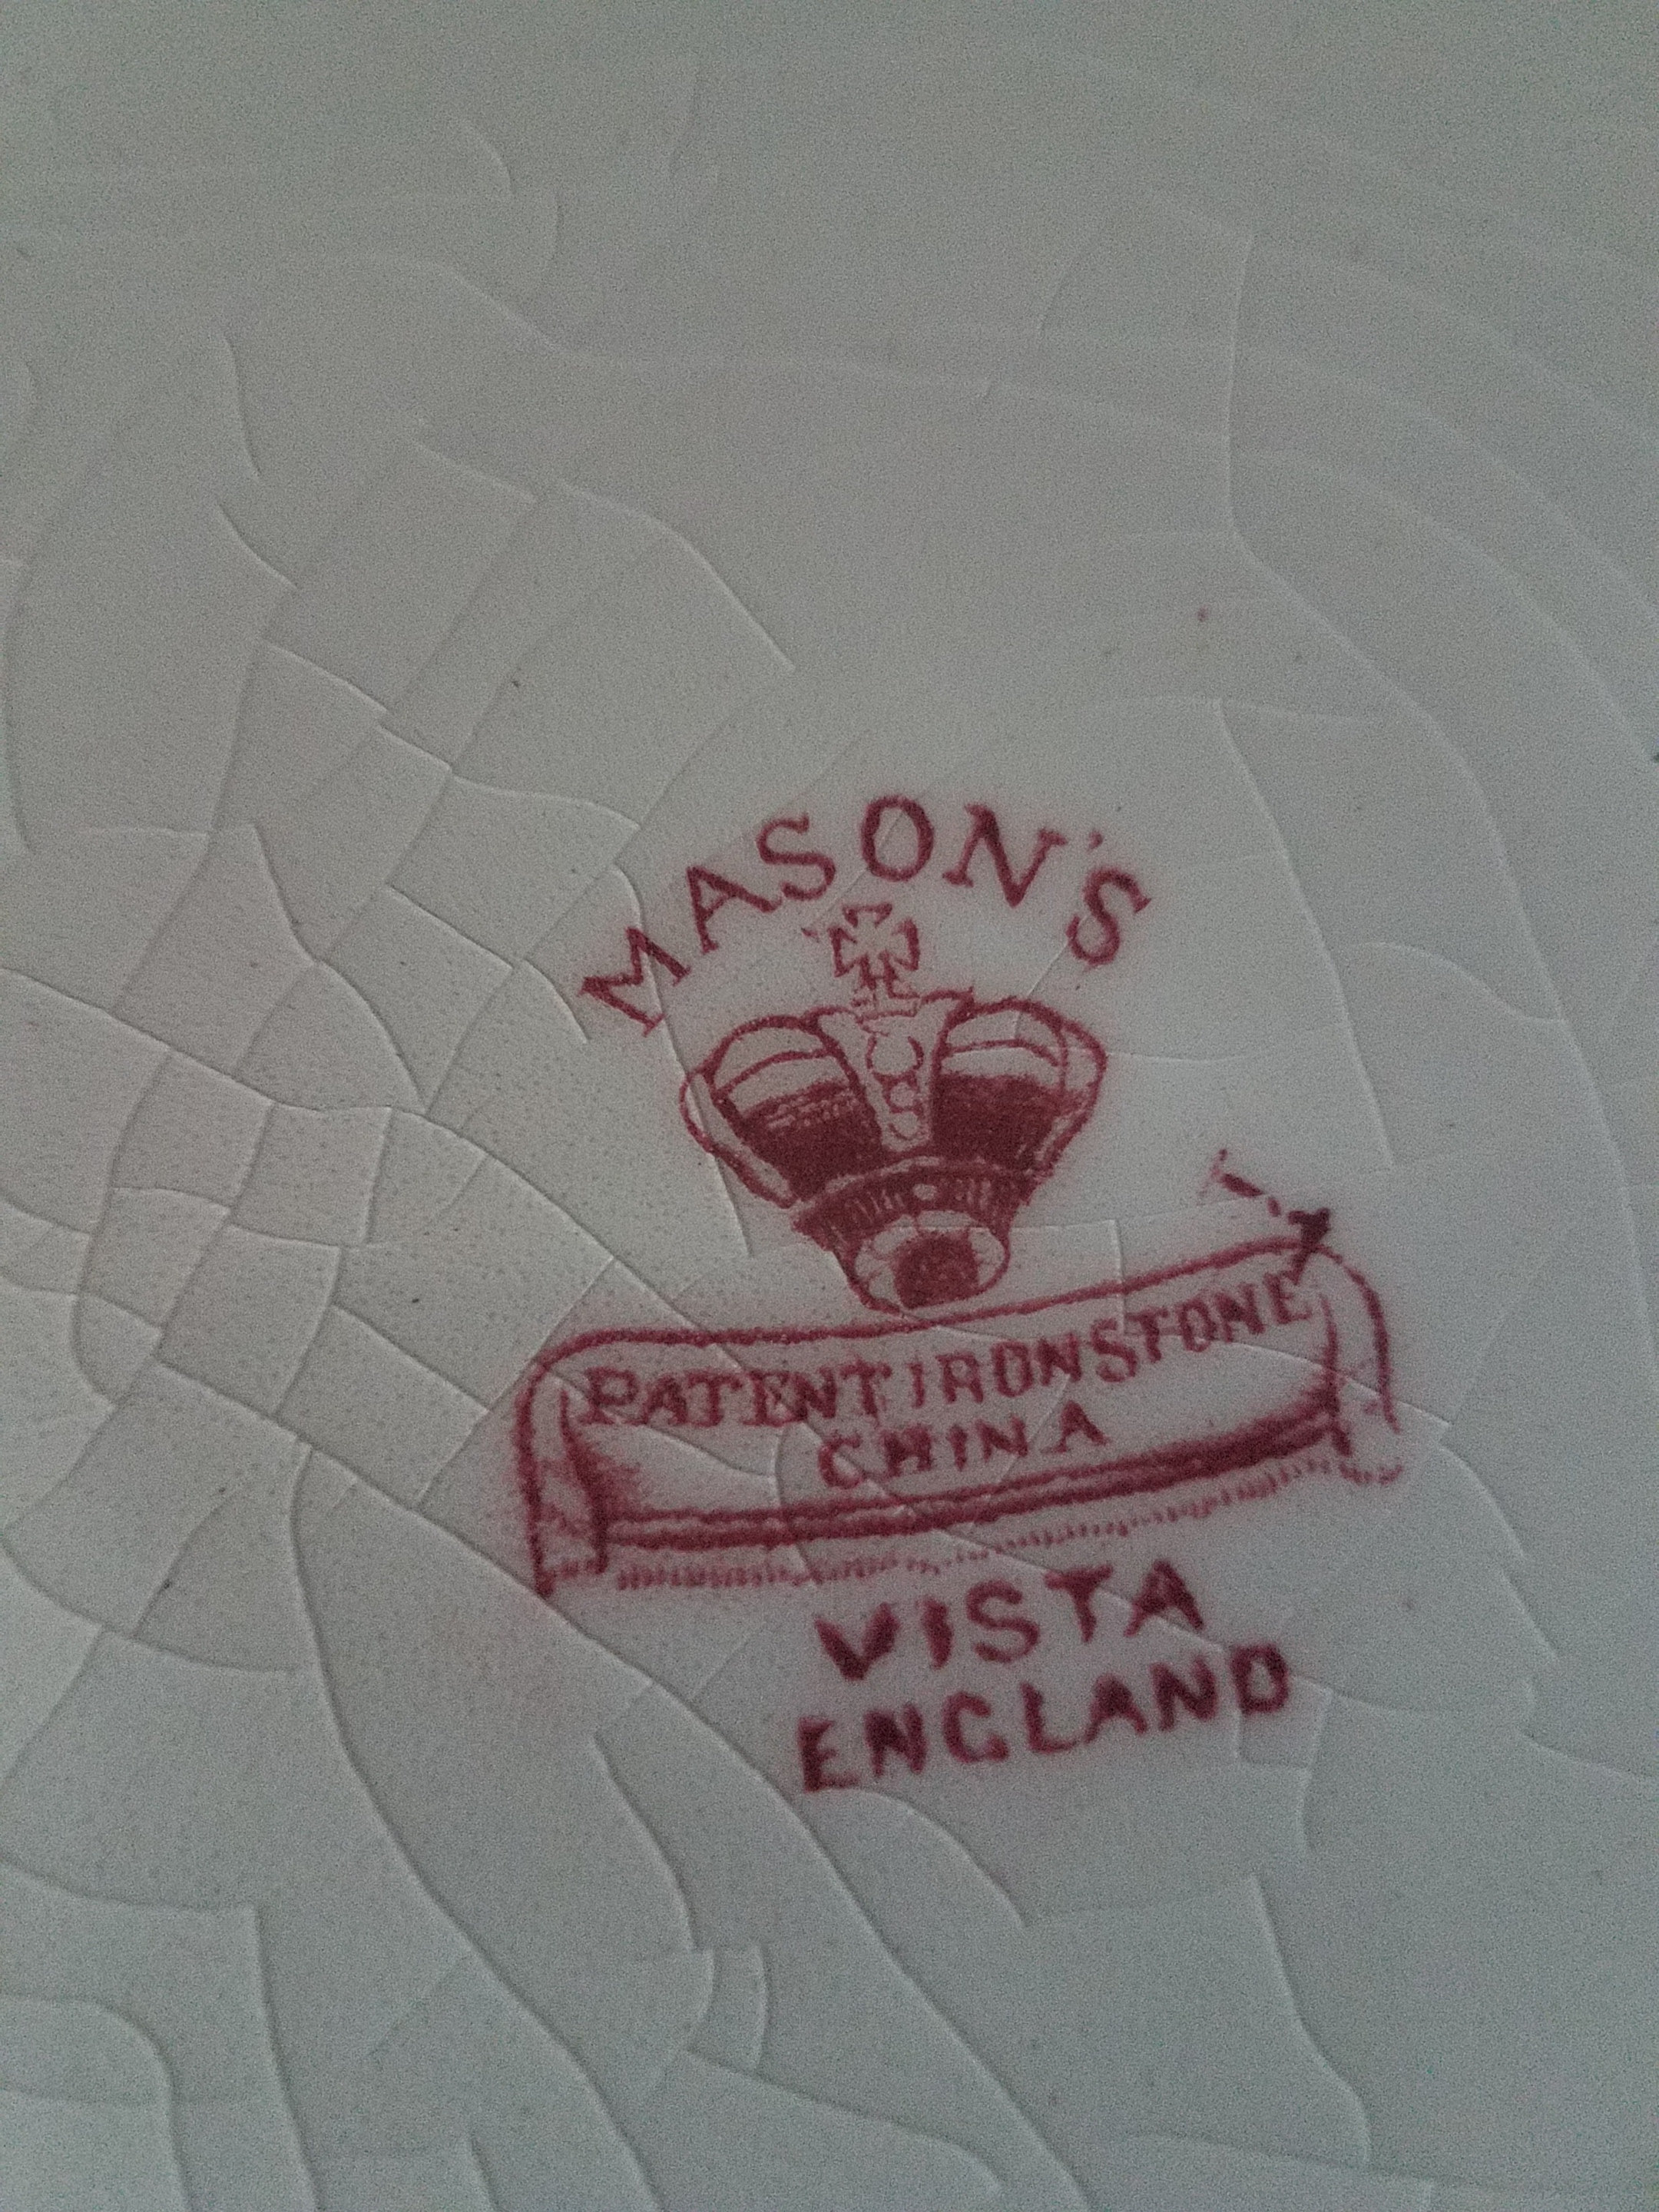 MASON'S
PATENT IRONSTONE
CHINA
VISTA
ENGLAND